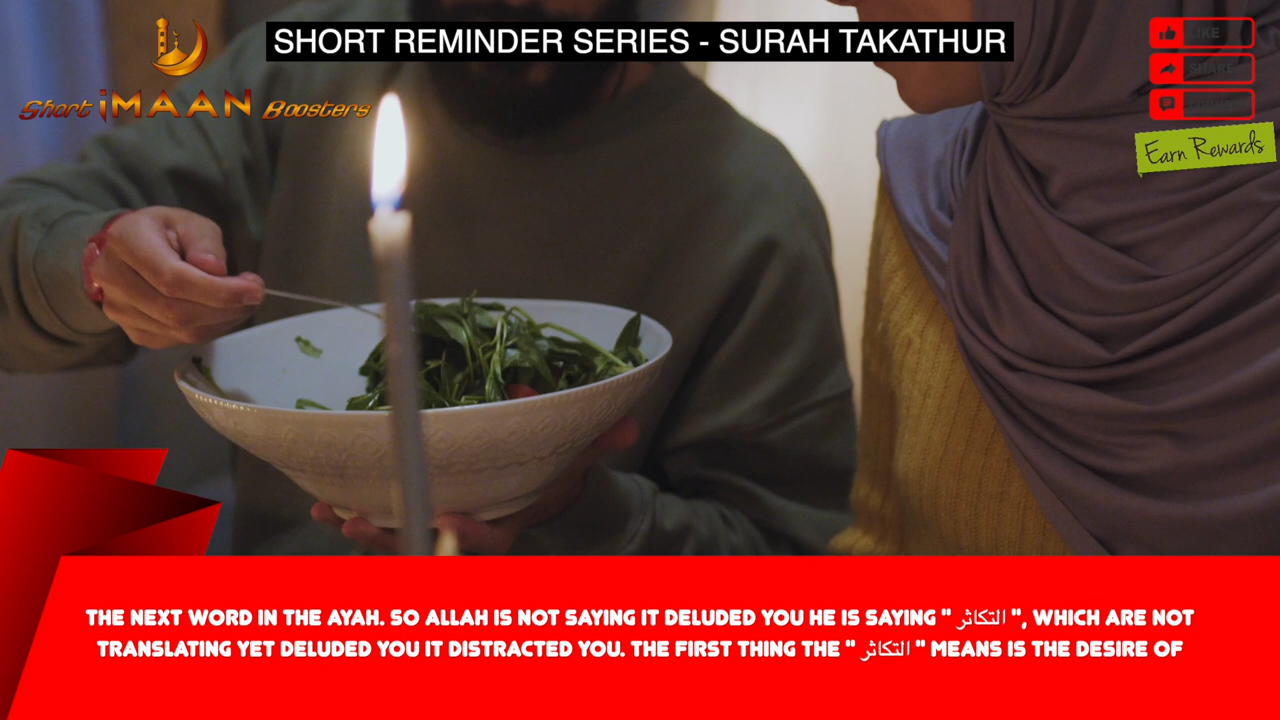 SHORT REMINDER SERIES - SURAH TAKATHUR
Short iMAAN Boosters
LIKE
SHARE
Earn Rewards
THE NEXT WORD IN THE AYAH. SO ALLAH IS NOT SAYING IT DELUDED YOU HE IS SAYING " التكاثر ", WHICH ARE NOT
TRANSLATING YET DELUDED YOU IT DISTRACTED YOU. THE FIRST THING THE " التكاثر " MEANS IS THE DESIRE OF